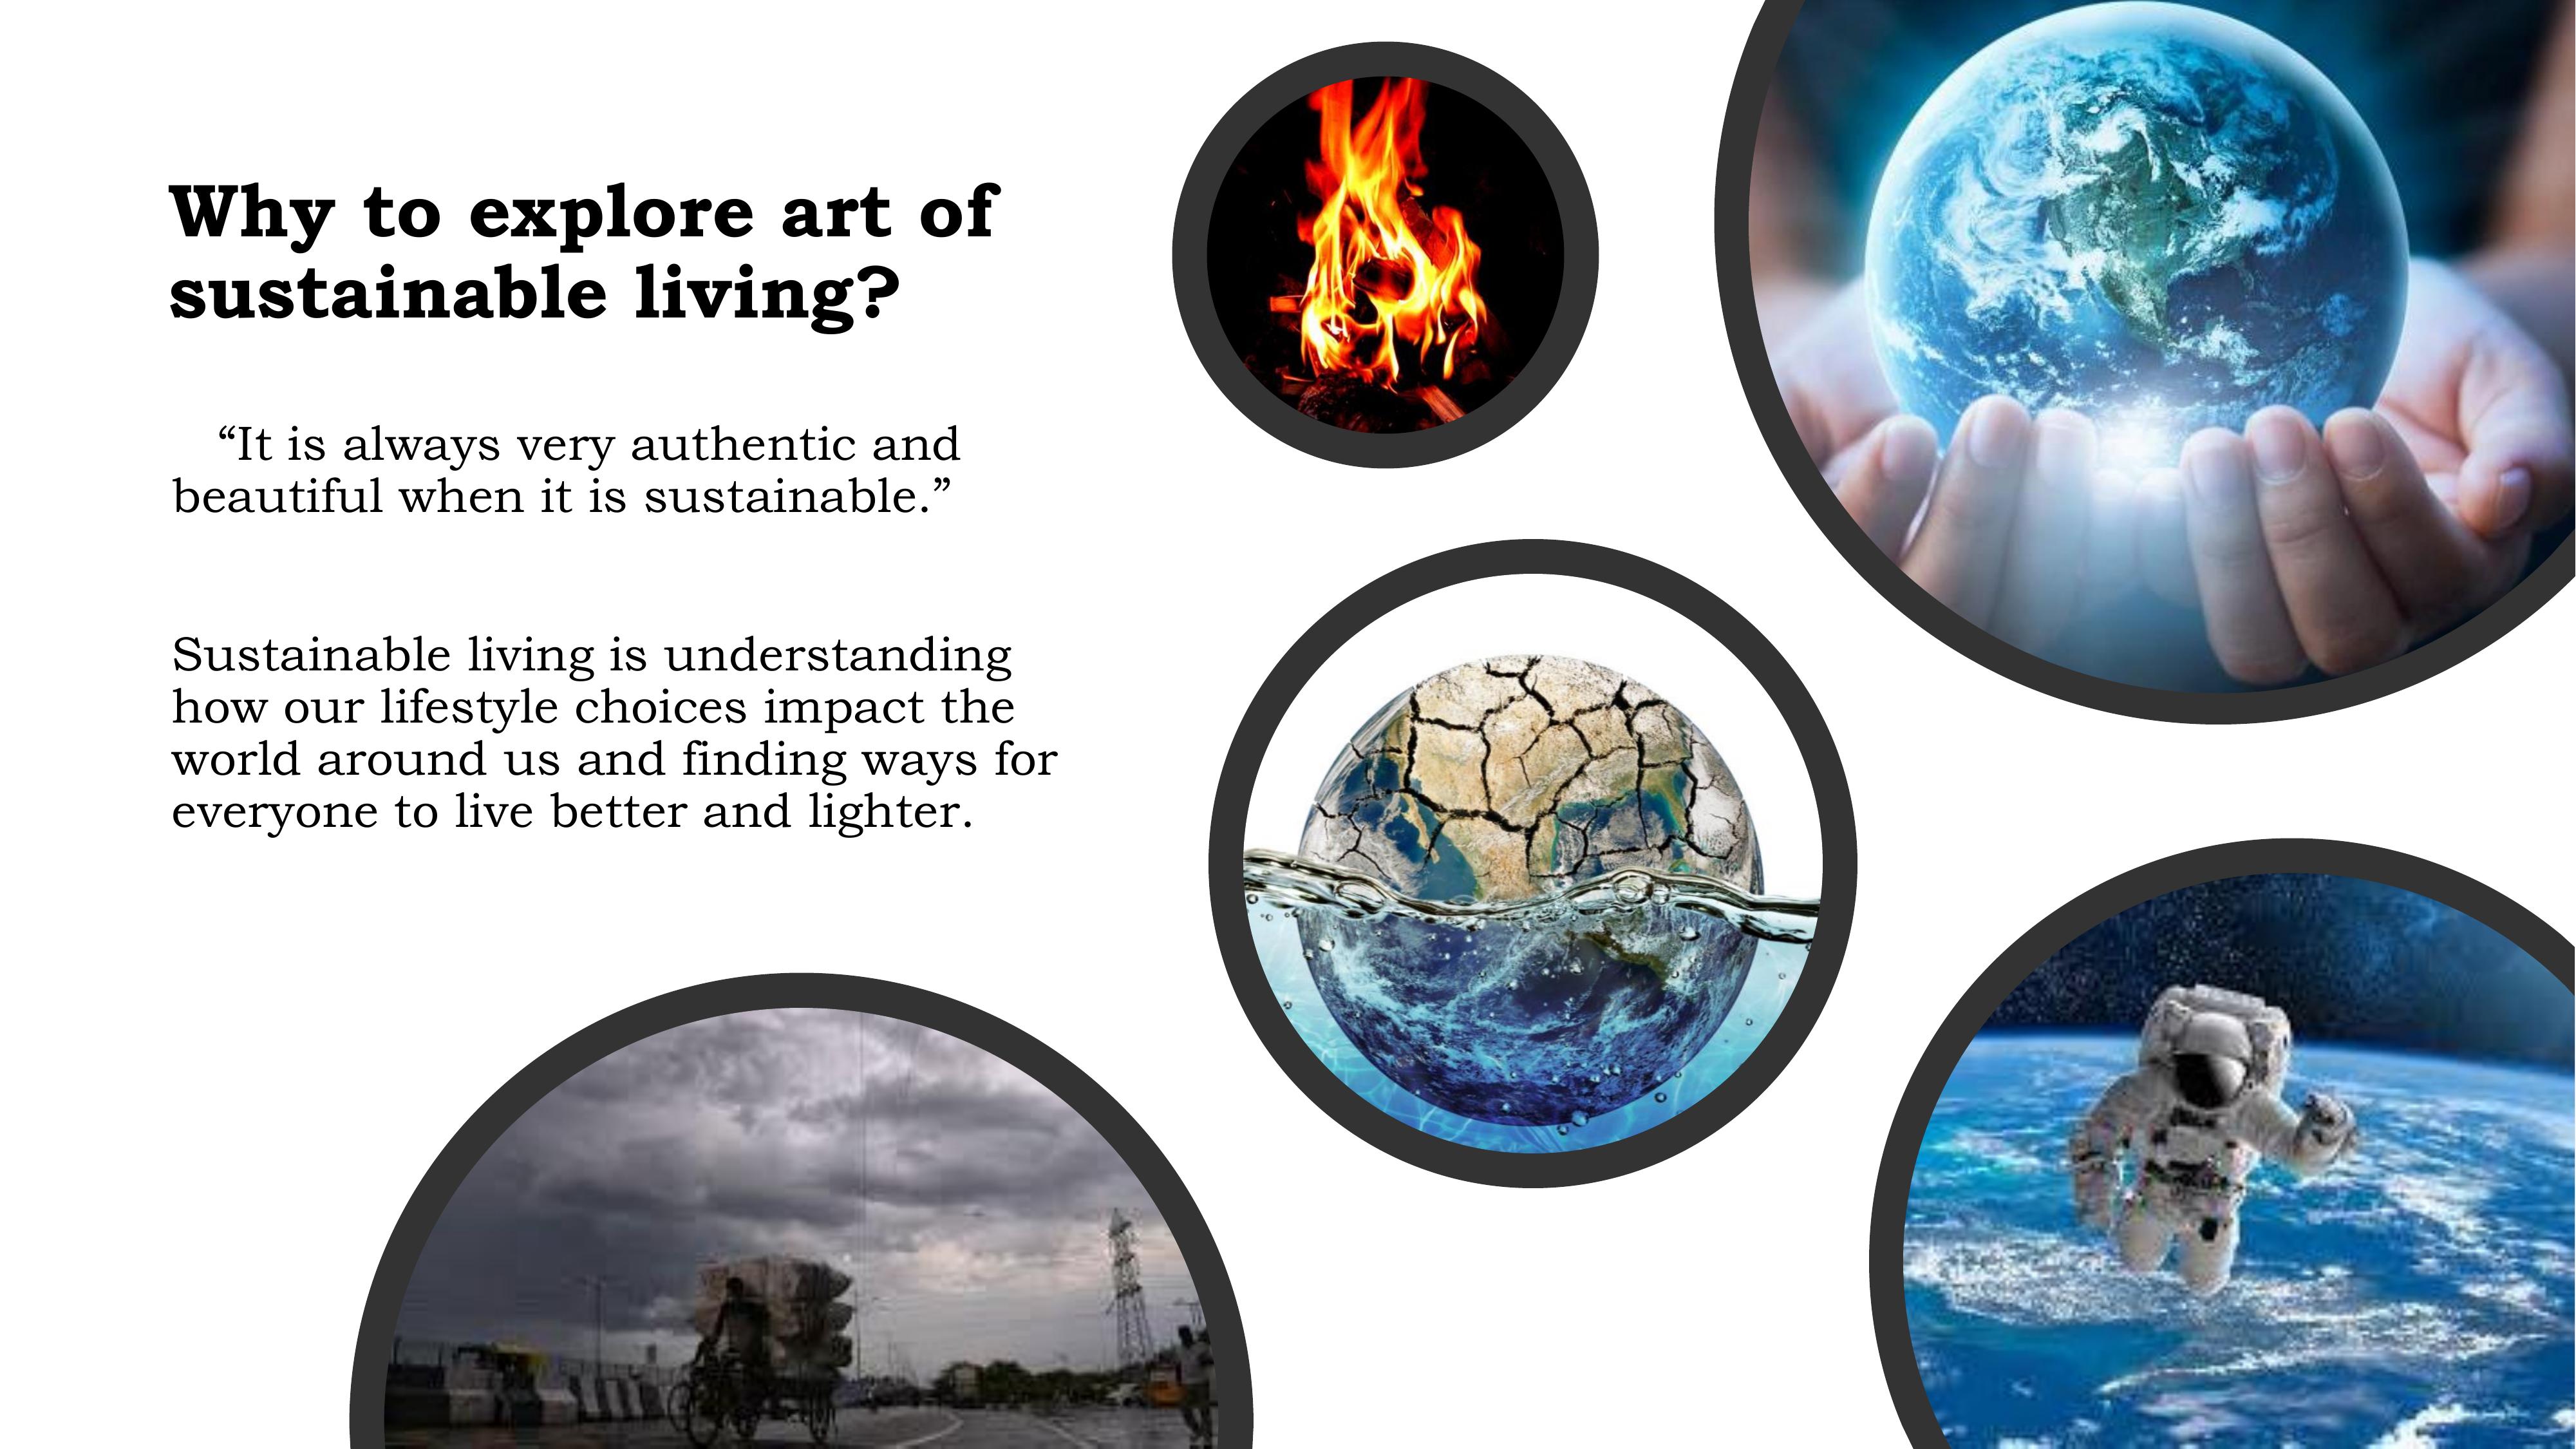 Why to explore art of
sustainable living?
“It is always very authentic and
beautiful when it is sustainable.”
Sustainable living is understanding
how our lifestyle choices impact the
world around us and finding ways for
everyone to live better and lighter.